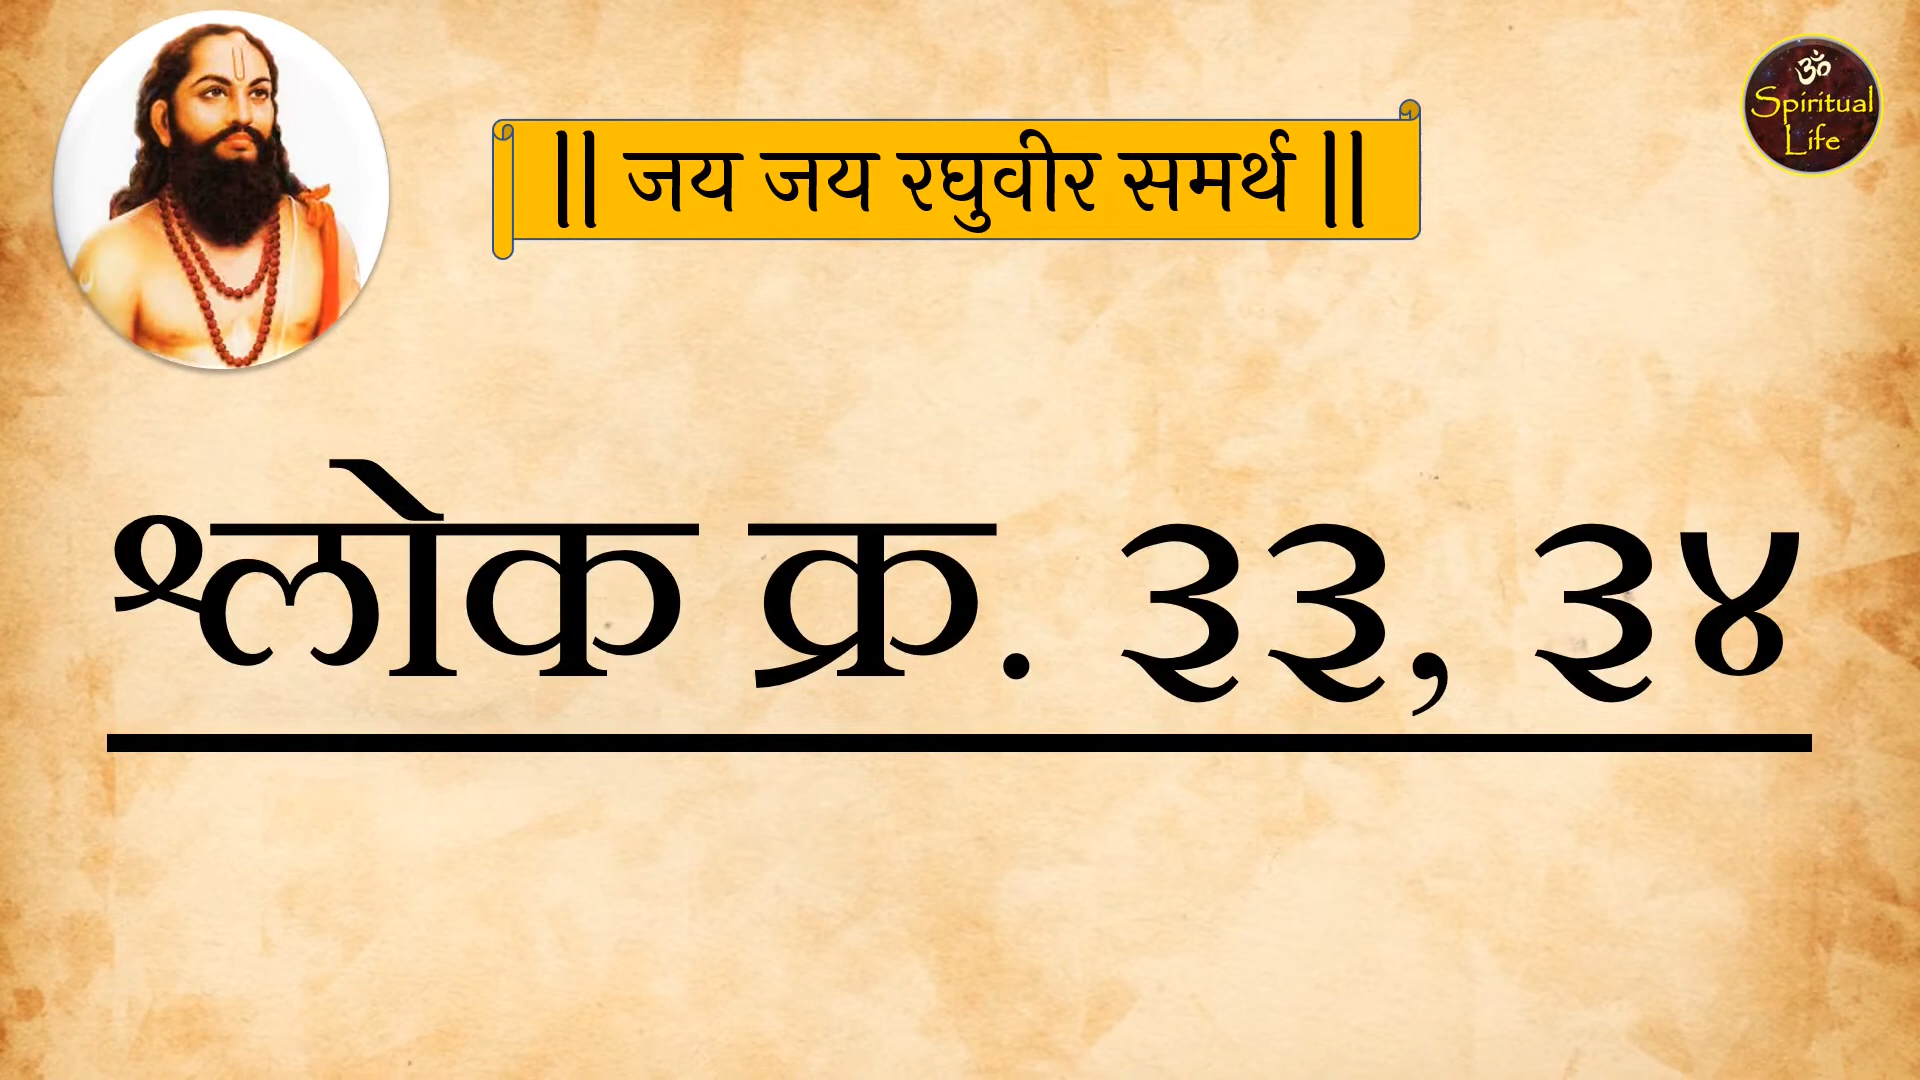 || जय जय रघुवीर समर्थ ||
ॐ
Spiritual
Life
श्लोक क्र. ३३, ३४